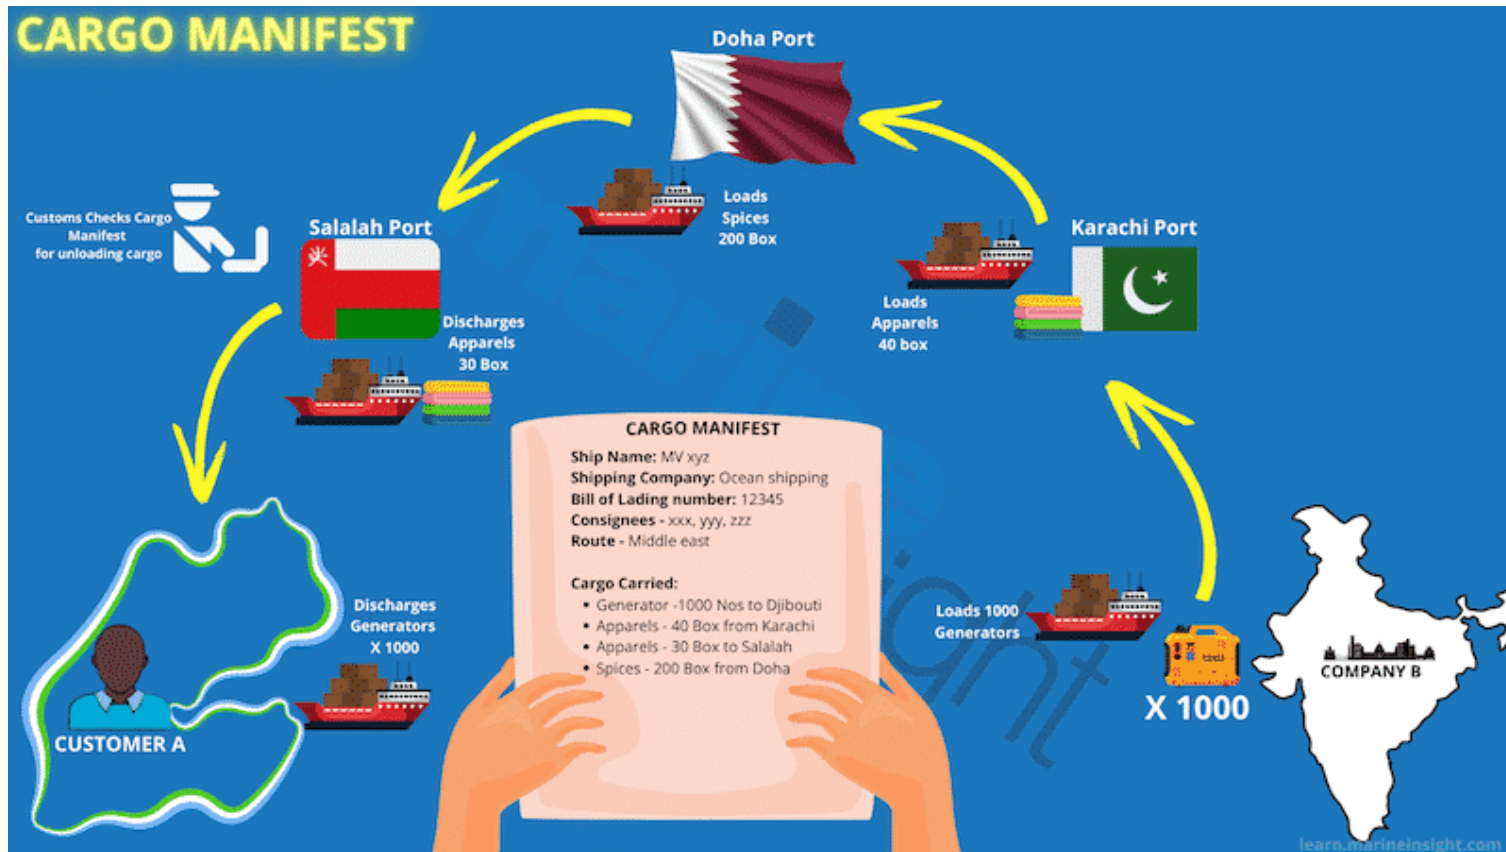 CARGO MANIFEST
Doha Port
Loads
Spices
200 Box
Customs Checks Cargo
Manifest
for unloading cargo
Salalah Port
Discharges
Apparels
30 Box
Karachi Port
Loads
Apparels
40 box
CARGO MANIFEST
Ship Name: MV xyz
Shipping Company: Ocean shipping
Bill of Lading number: 12345
Consignees - xxx, yyy, zzz
Route - Middle east
Cargo Carried:
• Generator -1000 Nos to Djibouti
• Apparels - 40 Box from Karachi
• Apparels - 30 Box to Salalah
• Spices - 200 Box from Doha
Discharges
Generators
X 1000
CUSTOMER A
Loads 1000
Generators
X 1000
COMPANY B
marine insight
learn.marineinsight.com